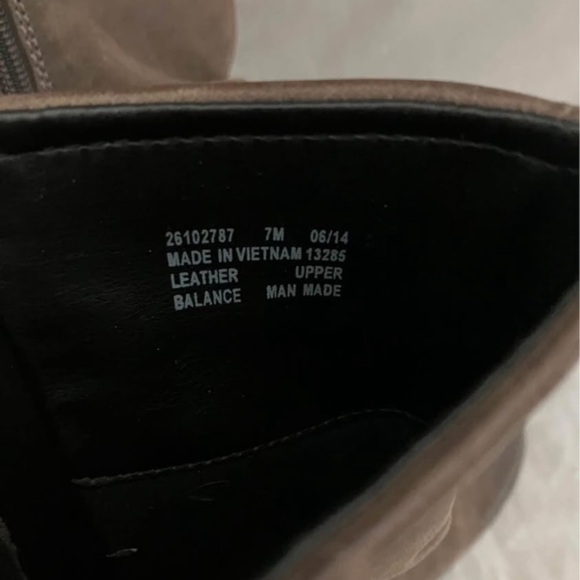 26102787 7M 06/14
MADE IN VIETNAM 13285
LEATHER UPPER
BALANCE MAN MADE